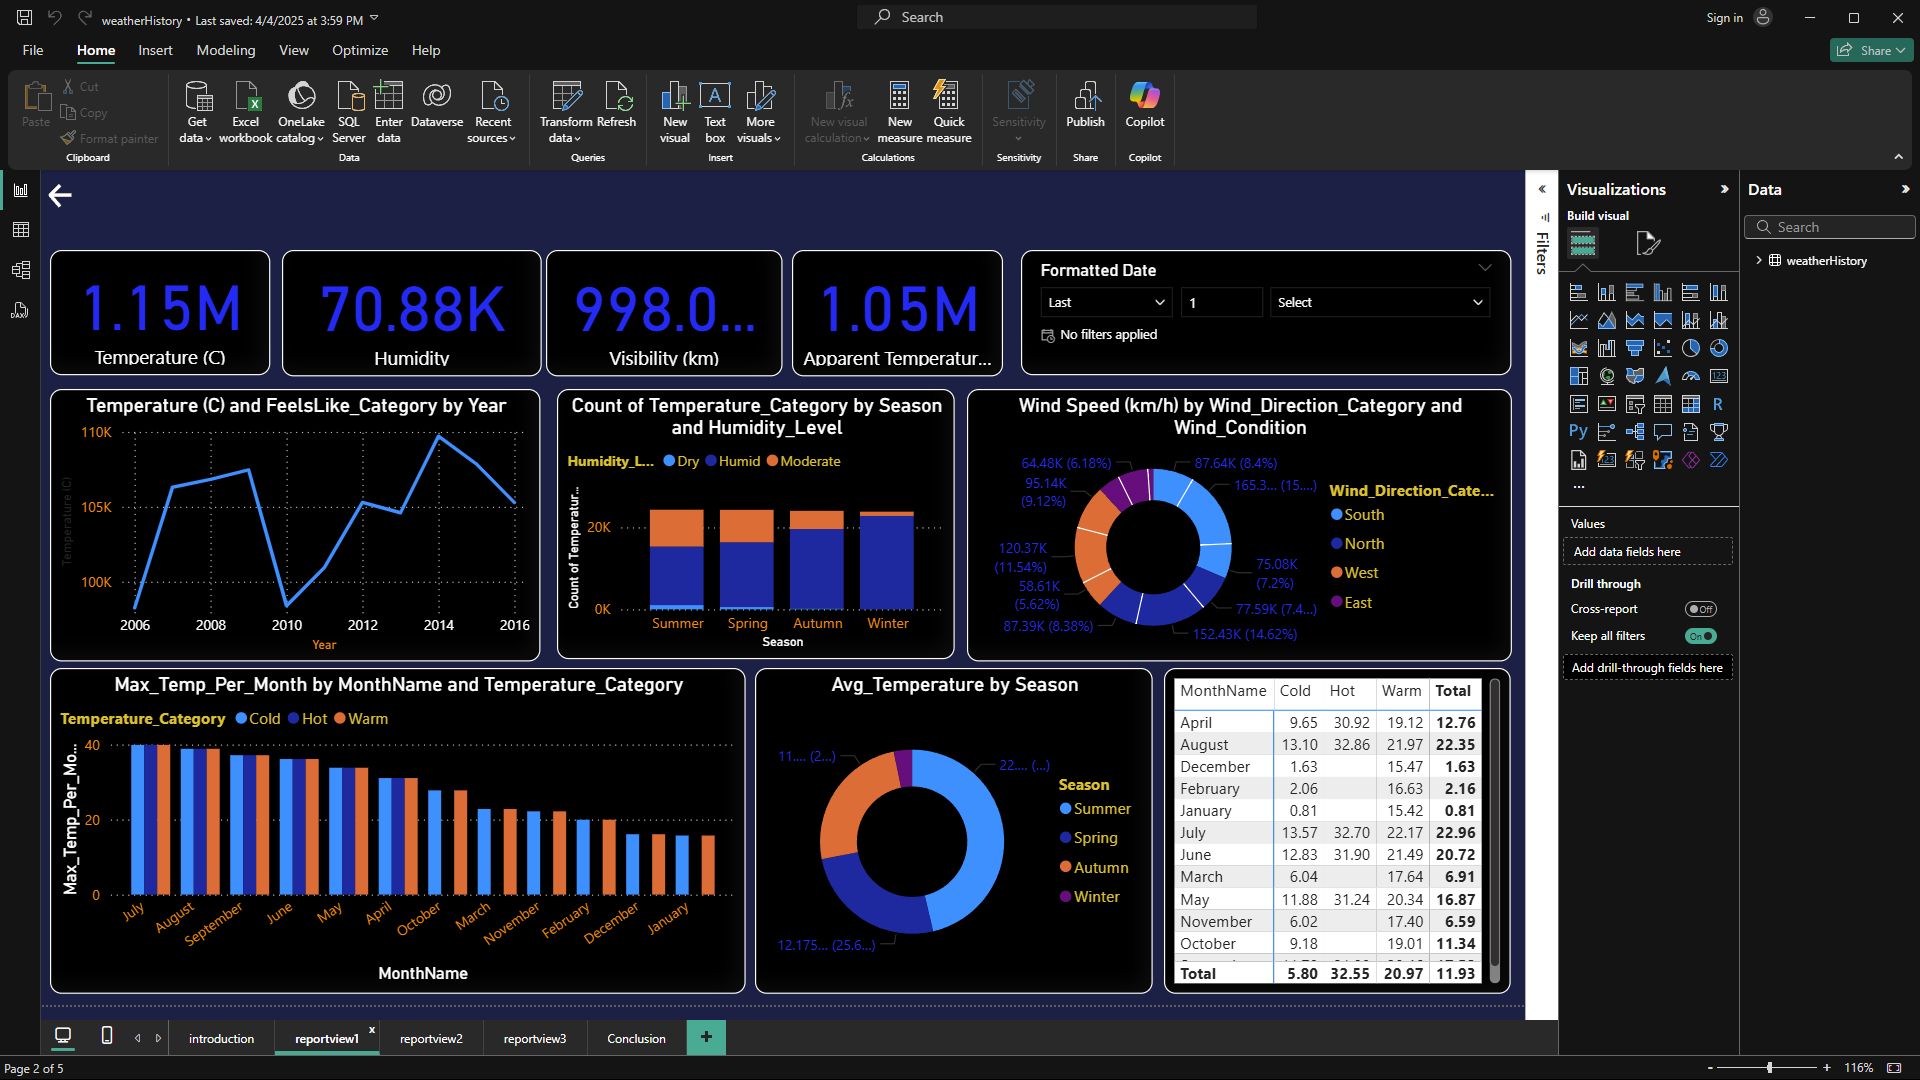 weatherHistory • Last saved: 4/4/2025 at 3:59 PM
Search
Sign in
File Home Insert Modeling View Optimize Help
Share
Paste
Cut
Copy
Format painter
Clipboard
Get data
Excel workbook
OneLake catalog
SQL Server
Enter data
Dataverse
Recent sources
Data
Transform data
Refresh
Queries
New visual
Text box
More visuals
Insert
New visual calculation
New measure
Quick measure
Calculations
Sensitivity
Sensitivity
Publish
Share
Copilot
Copilot
1.15M
Temperature (C)
70.88K
Humidity
998.0...
Visibility (km)
1.05M
Apparent Temperatur...
Formatted Date
Last 1 Select
No filters applied
Temperature (C) and FeelsLike_Category by Year
Temperature (C)
110K
105K
100K
2006 2008 2010 2012 2014 2016
Year
Count of Temperature_Category by Season
and Humidity_Level
Humidity_L... Dry Humid Moderate
Count of Temperatur...
20K
0K
Summer Spring Autumn Winter
Season
Wind Speed (km/h) by Wind_Direction_Category and
Wind_Condition
64.48K (6.18%)
87.64K (8.4%)
95.14K
(9.12%)
165.3... (15....)
120.37K
(11.54%)
75.08K
(7.2%)
58.61K
(5.62%)
77.59K (7.4...)
87.39K (8.38%)
152.43K (14.62%)
Wind_Direction_Cate...
South
North
West
East
Max_Temp_Per_Month by MonthName and Temperature_Category
Temperature_Category Cold Hot Warm
Max_Temp_Per_Mo...
40
20
0
July August September June May April October March November February December January
MonthName
Avg_Temperature by Season
11.... (2...)
22.... (...)
12.175... (25.6...)
Season
Summer
Spring
Autumn
Winter
MonthName Cold Hot Warm Total
April 9.65 30.92 19.12 12.76
August 13.10 32.86 21.97 22.35
December 1.63 15.47 1.63
February 2.06 16.63 2.16
January 0.81 15.42 0.81
July 13.57 32.70 22.17 22.96
June 12.83 31.90 21.49 20.72
March 6.04 17.64 6.91
May 11.88 31.24 20.34 16.87
November 6.02 17.40 6.59
October 9.18 19.01 11.34
Total 5.80 32.55 20.97 11.93
Filters
Visualizations
Build visual
R
Py
123
...
Values
Add data fields here
Drill through
Cross-report Off
Keep all filters On
Add drill-through fields here
Data
Search
weatherHistory
DAX
introduction reportview1 x reportview2 reportview3 Conclusion +
Page 2 of 5
- + 116%